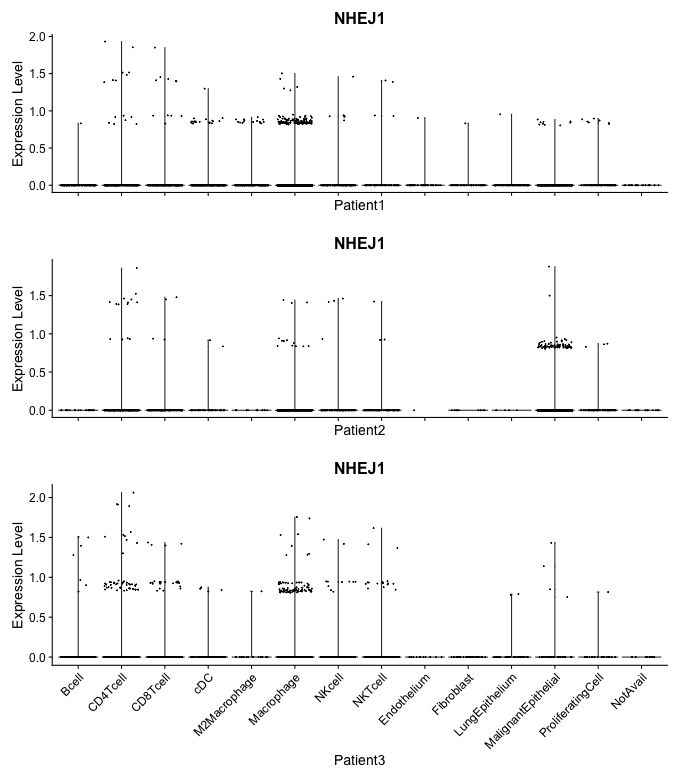 NHEJ1
Expression Level
2.0
1.5
1.0
0.5
0.0
Patient1
NHEJ1
Expression Level
1.5
1.0
0.5
0.0
Patient2
NHEJ1
Expression Level
2.0
1.5
1.0
0.5
0.0
Bcell
CD4Tcell
CD8Tcell
cDC
M2Macrophage
Macrophage
NKcell
NKTcell
Endothelium
Fibroblast
LungEpithelium
MalignantEpithelial
ProliferatingCell
NotAvail
Patient3